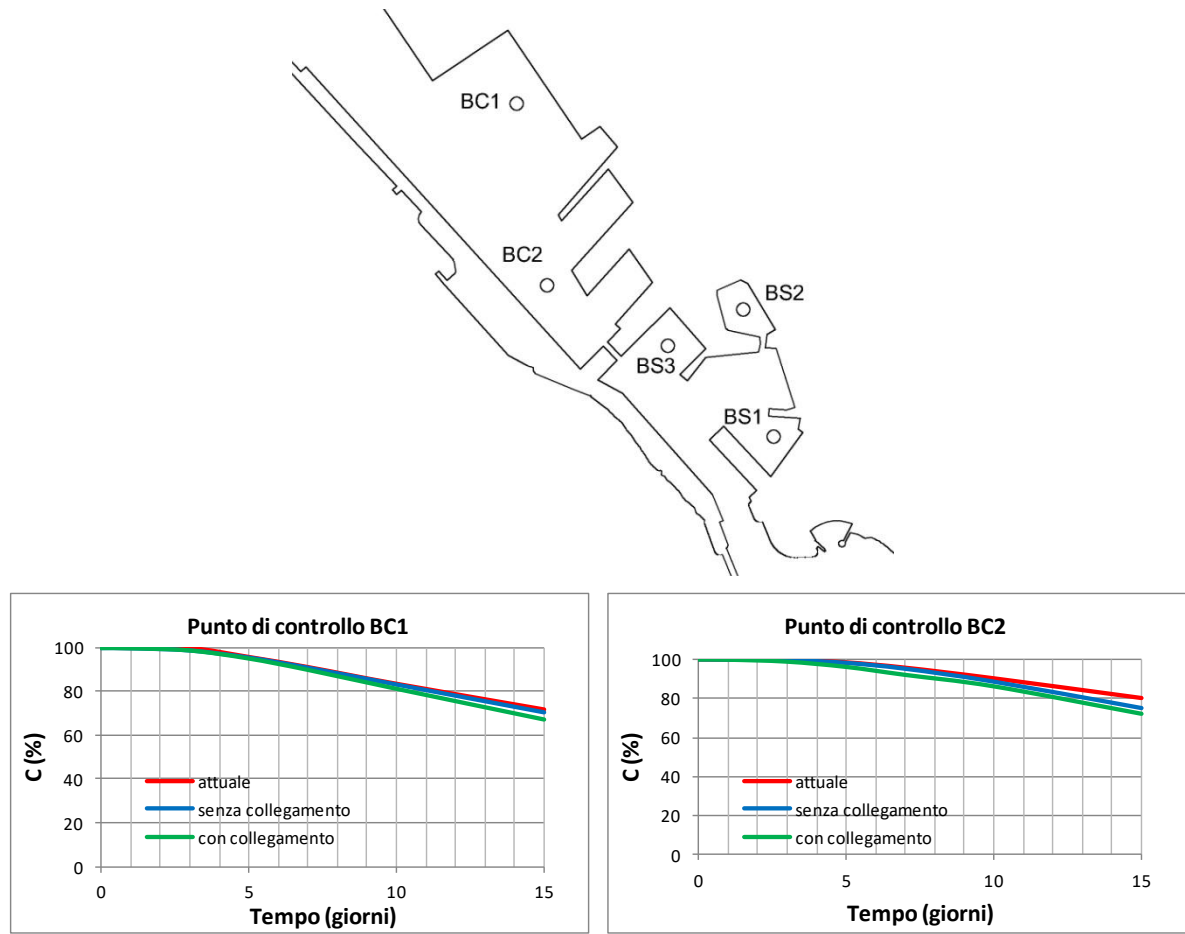 BC1
BC2
BS2
BS3
BS1
Punto di controllo BC1
C (%)
100
80
60
40
20
0
attuale
senza collegamento
con collegamento
0 5 10 15
Tempo (giorni)
Punto di controllo BC2
C (%)
100
80
60
40
20
0
attuale
senza collegamento
con collegamento
0 5 10 15
Tempo (giorni)